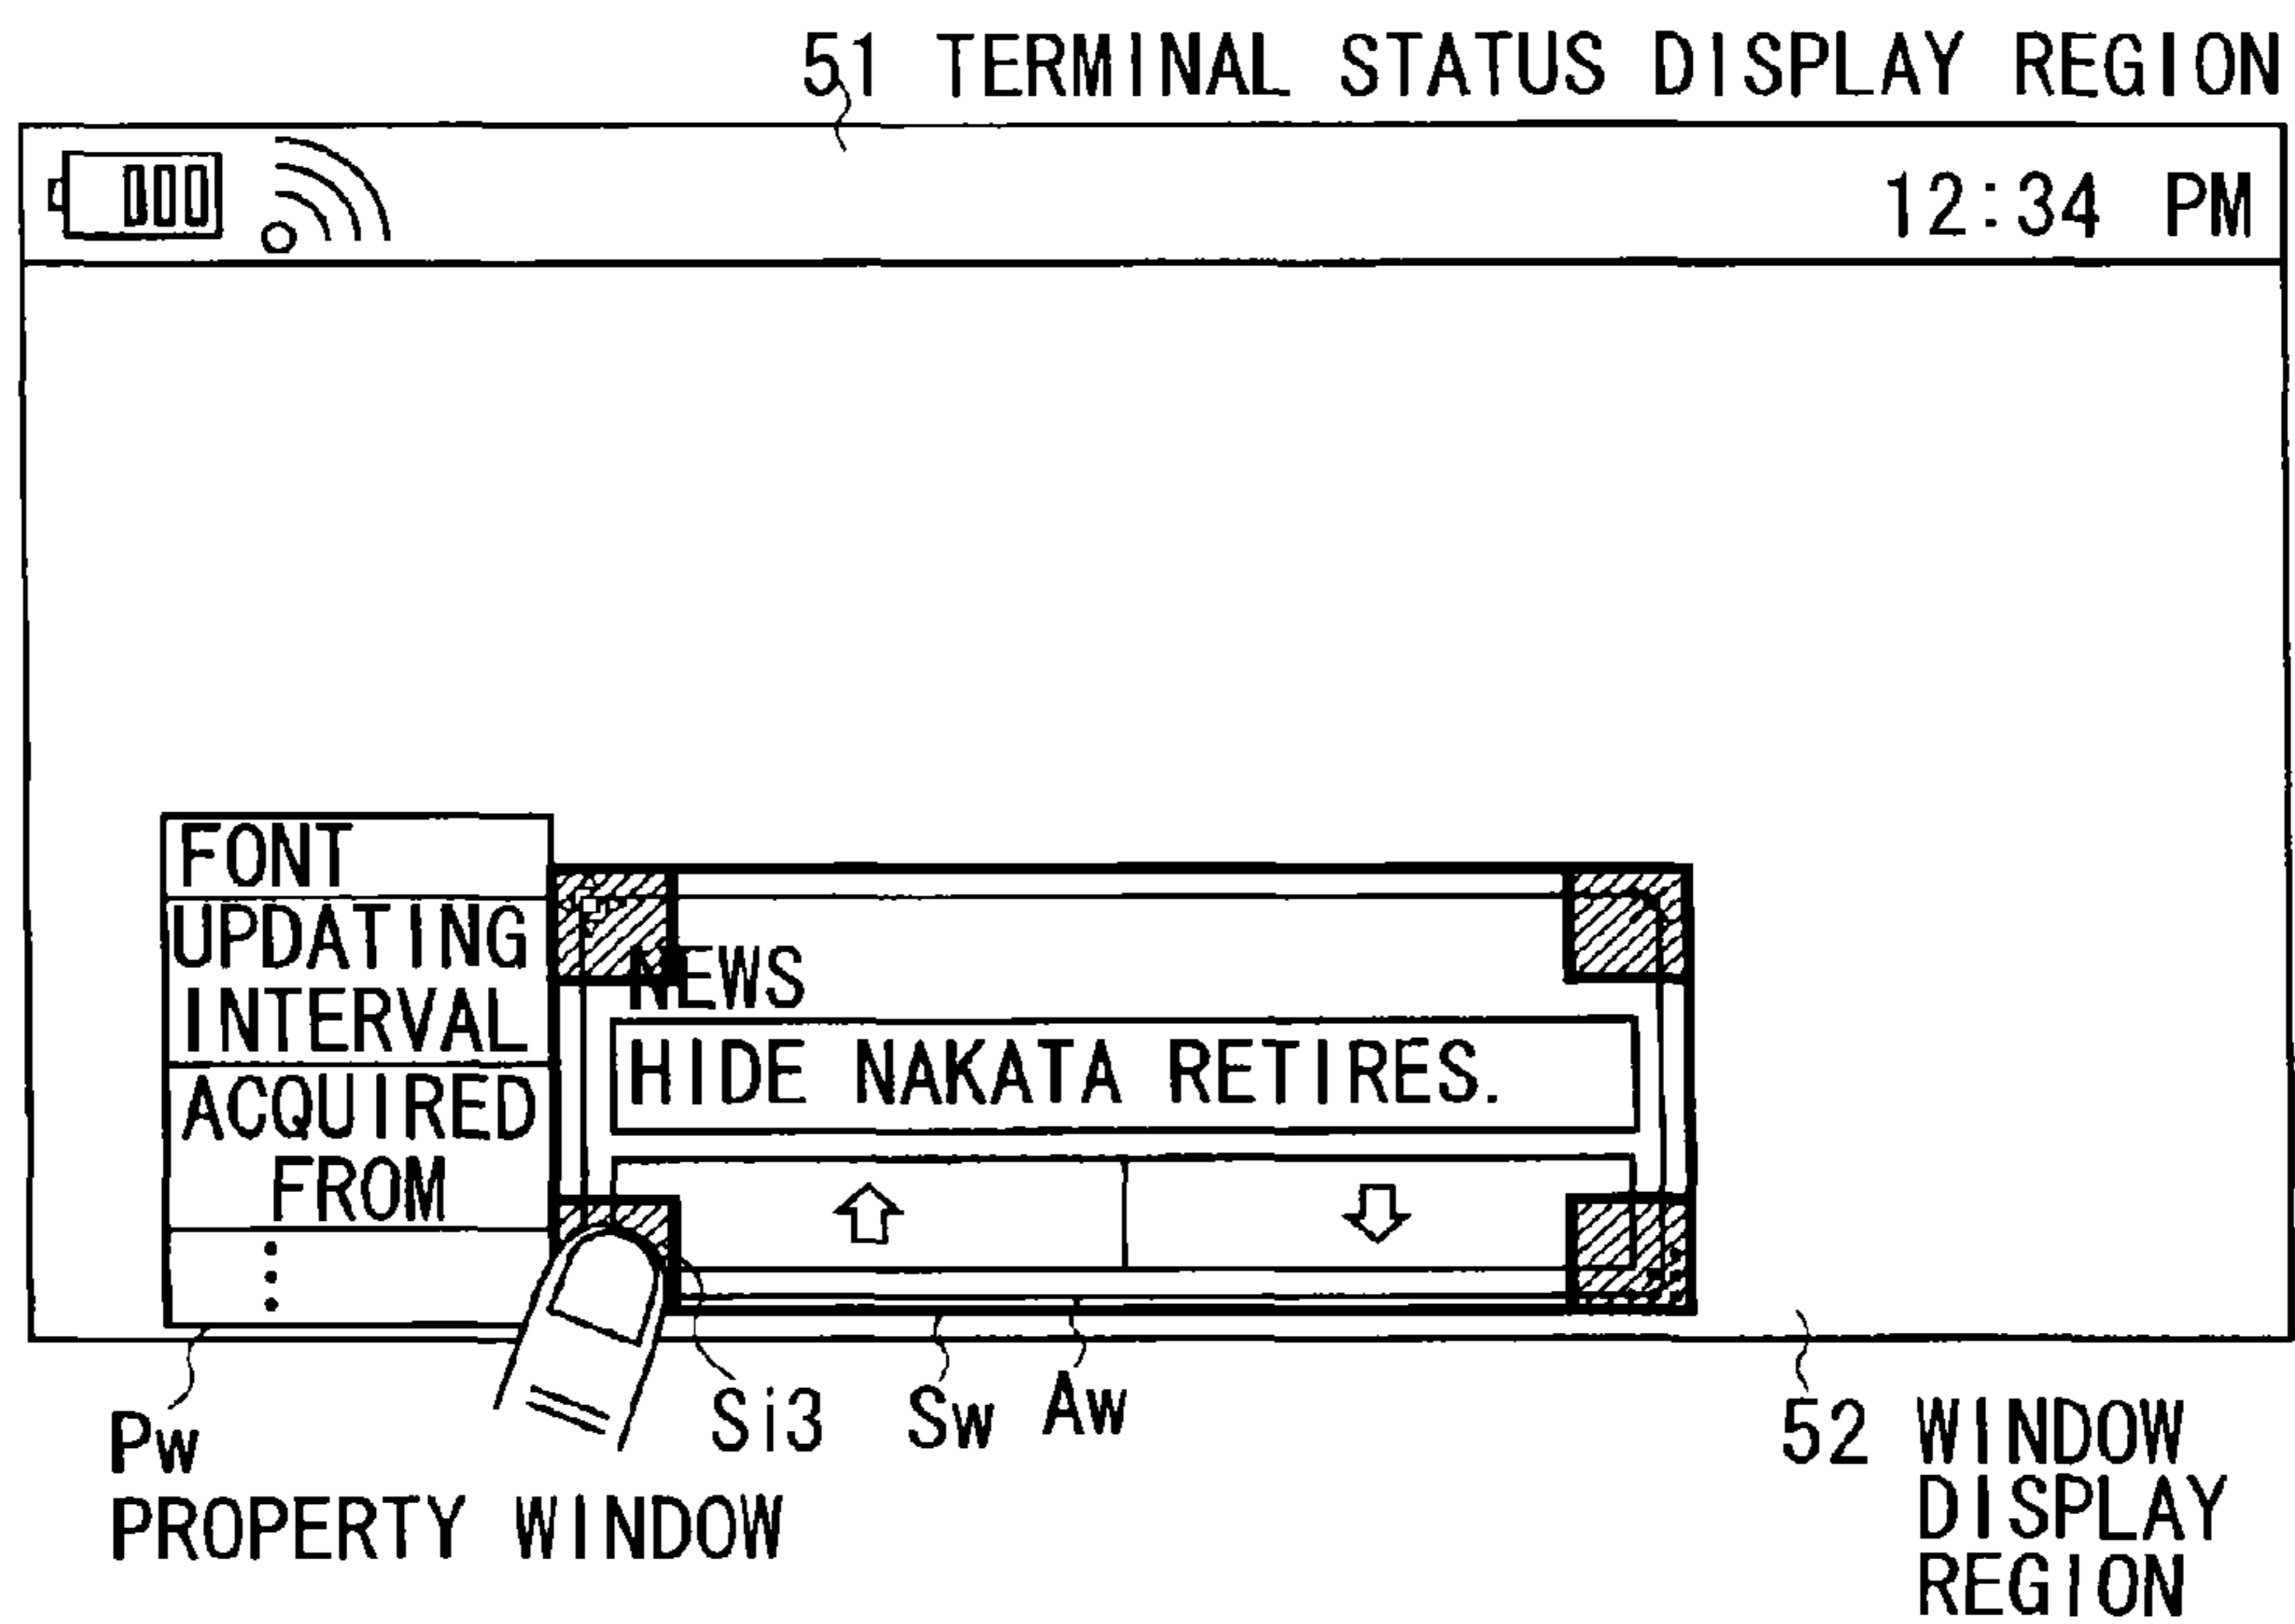 51 TERMINAL STATUS DISPLAY REGION
12:34 PM
FONT
UPDATING
INTERVAL
ACQUIRED
FROM
NEWS
HIDE NAKATA RETIRES.
Pw
PROPERTY WINDOW
Si3
Sw
Aw
52 WINDOW
DISPLAY
REGION